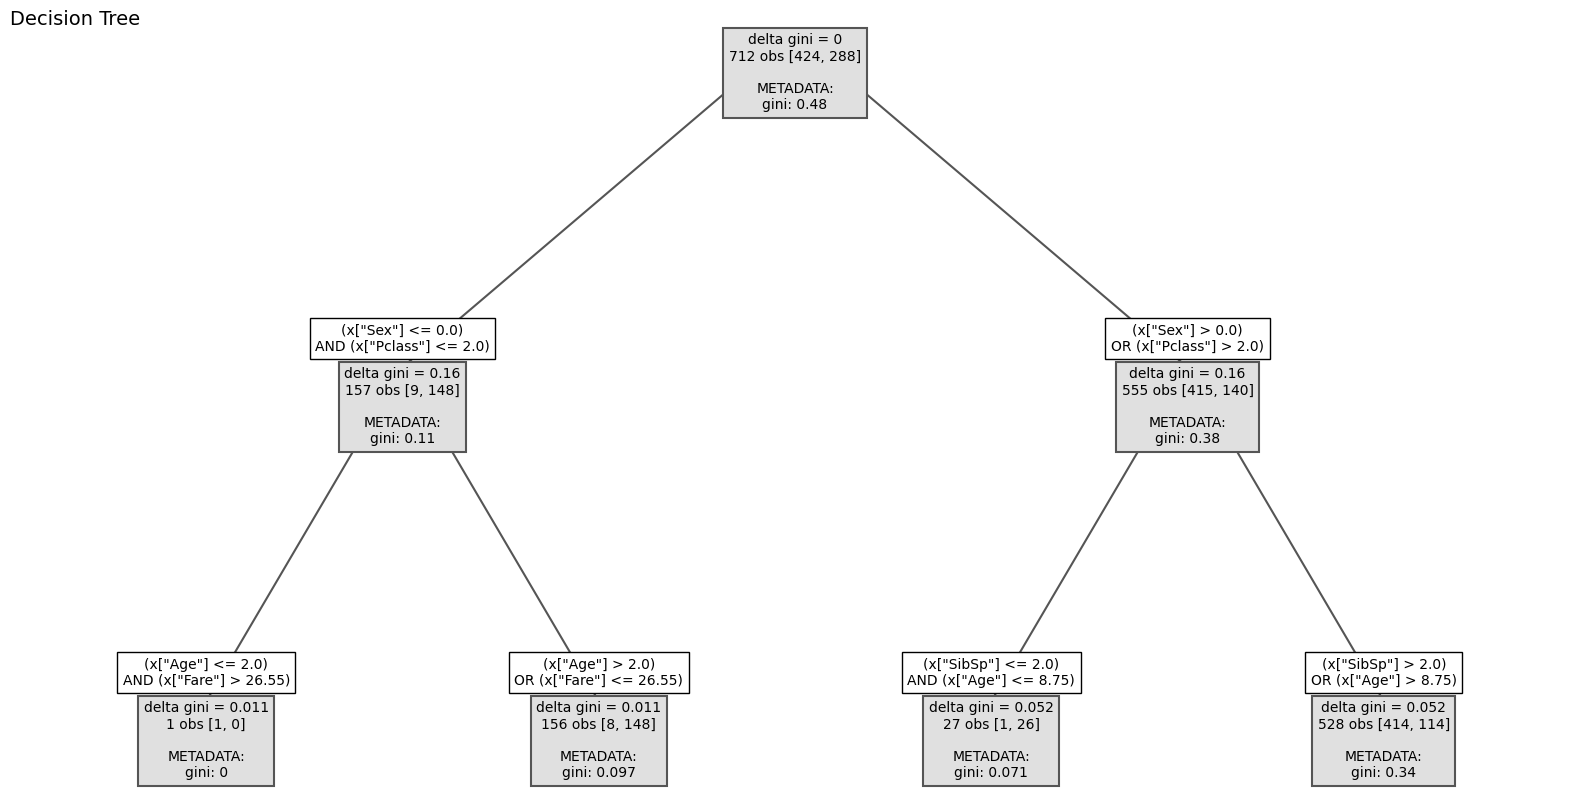 Decision Tree
delta gini = 0
712 obs [424, 288]
METADATA:
gini: 0.48
(x["Sex"] <= 0.0)
AND (x["Pclass"] <= 2.0)
delta gini = 0.16
157 obs [9, 148]
METADATA:
gini: 0.11
(x["Sex"] > 0.0)
OR (x["Pclass"] > 2.0)
delta gini = 0.16
555 obs [415, 140]
METADATA:
gini: 0.38
(x["Age"] <= 2.0)
AND (x["Fare"] > 26.55)
delta gini = 0.011
1 obs [1, 0]
METADATA:
gini: 0
(x["Age"] > 2.0)
OR (x["Fare"] <= 26.55)
delta gini = 0.011
156 obs [8, 148]
METADATA:
gini: 0.097
(x["SibSp"] <= 2.0)
AND (x["Age"] <= 8.75)
delta gini = 0.052
27 obs [1, 26]
METADATA:
gini: 0.071
(x["SibSp"] > 2.0)
OR (x["Age"] > 8.75)
delta gini = 0.052
528 obs [414, 114]
METADATA:
gini: 0.34